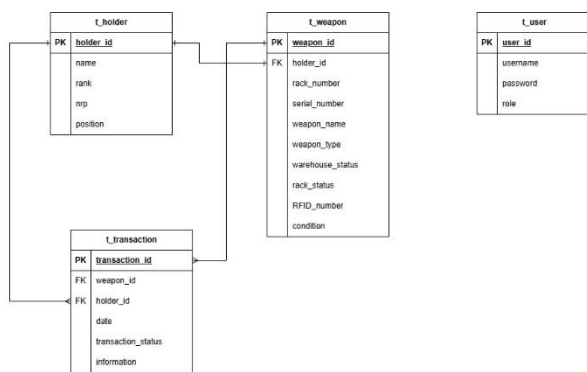 t_holder
PK holder_id
name
rank
nrp
position
t_weapon
PK weapon_id
FK holder_id
rack_number
serial_number
weapon_name
weapon_type
warehouse_status
rack_status
RFID_number
condition
t_user
PK user_id
username
password
role
t_transaction
PK transaction_id
FK weapon_id
FK holder_id
date
transaction_status
information